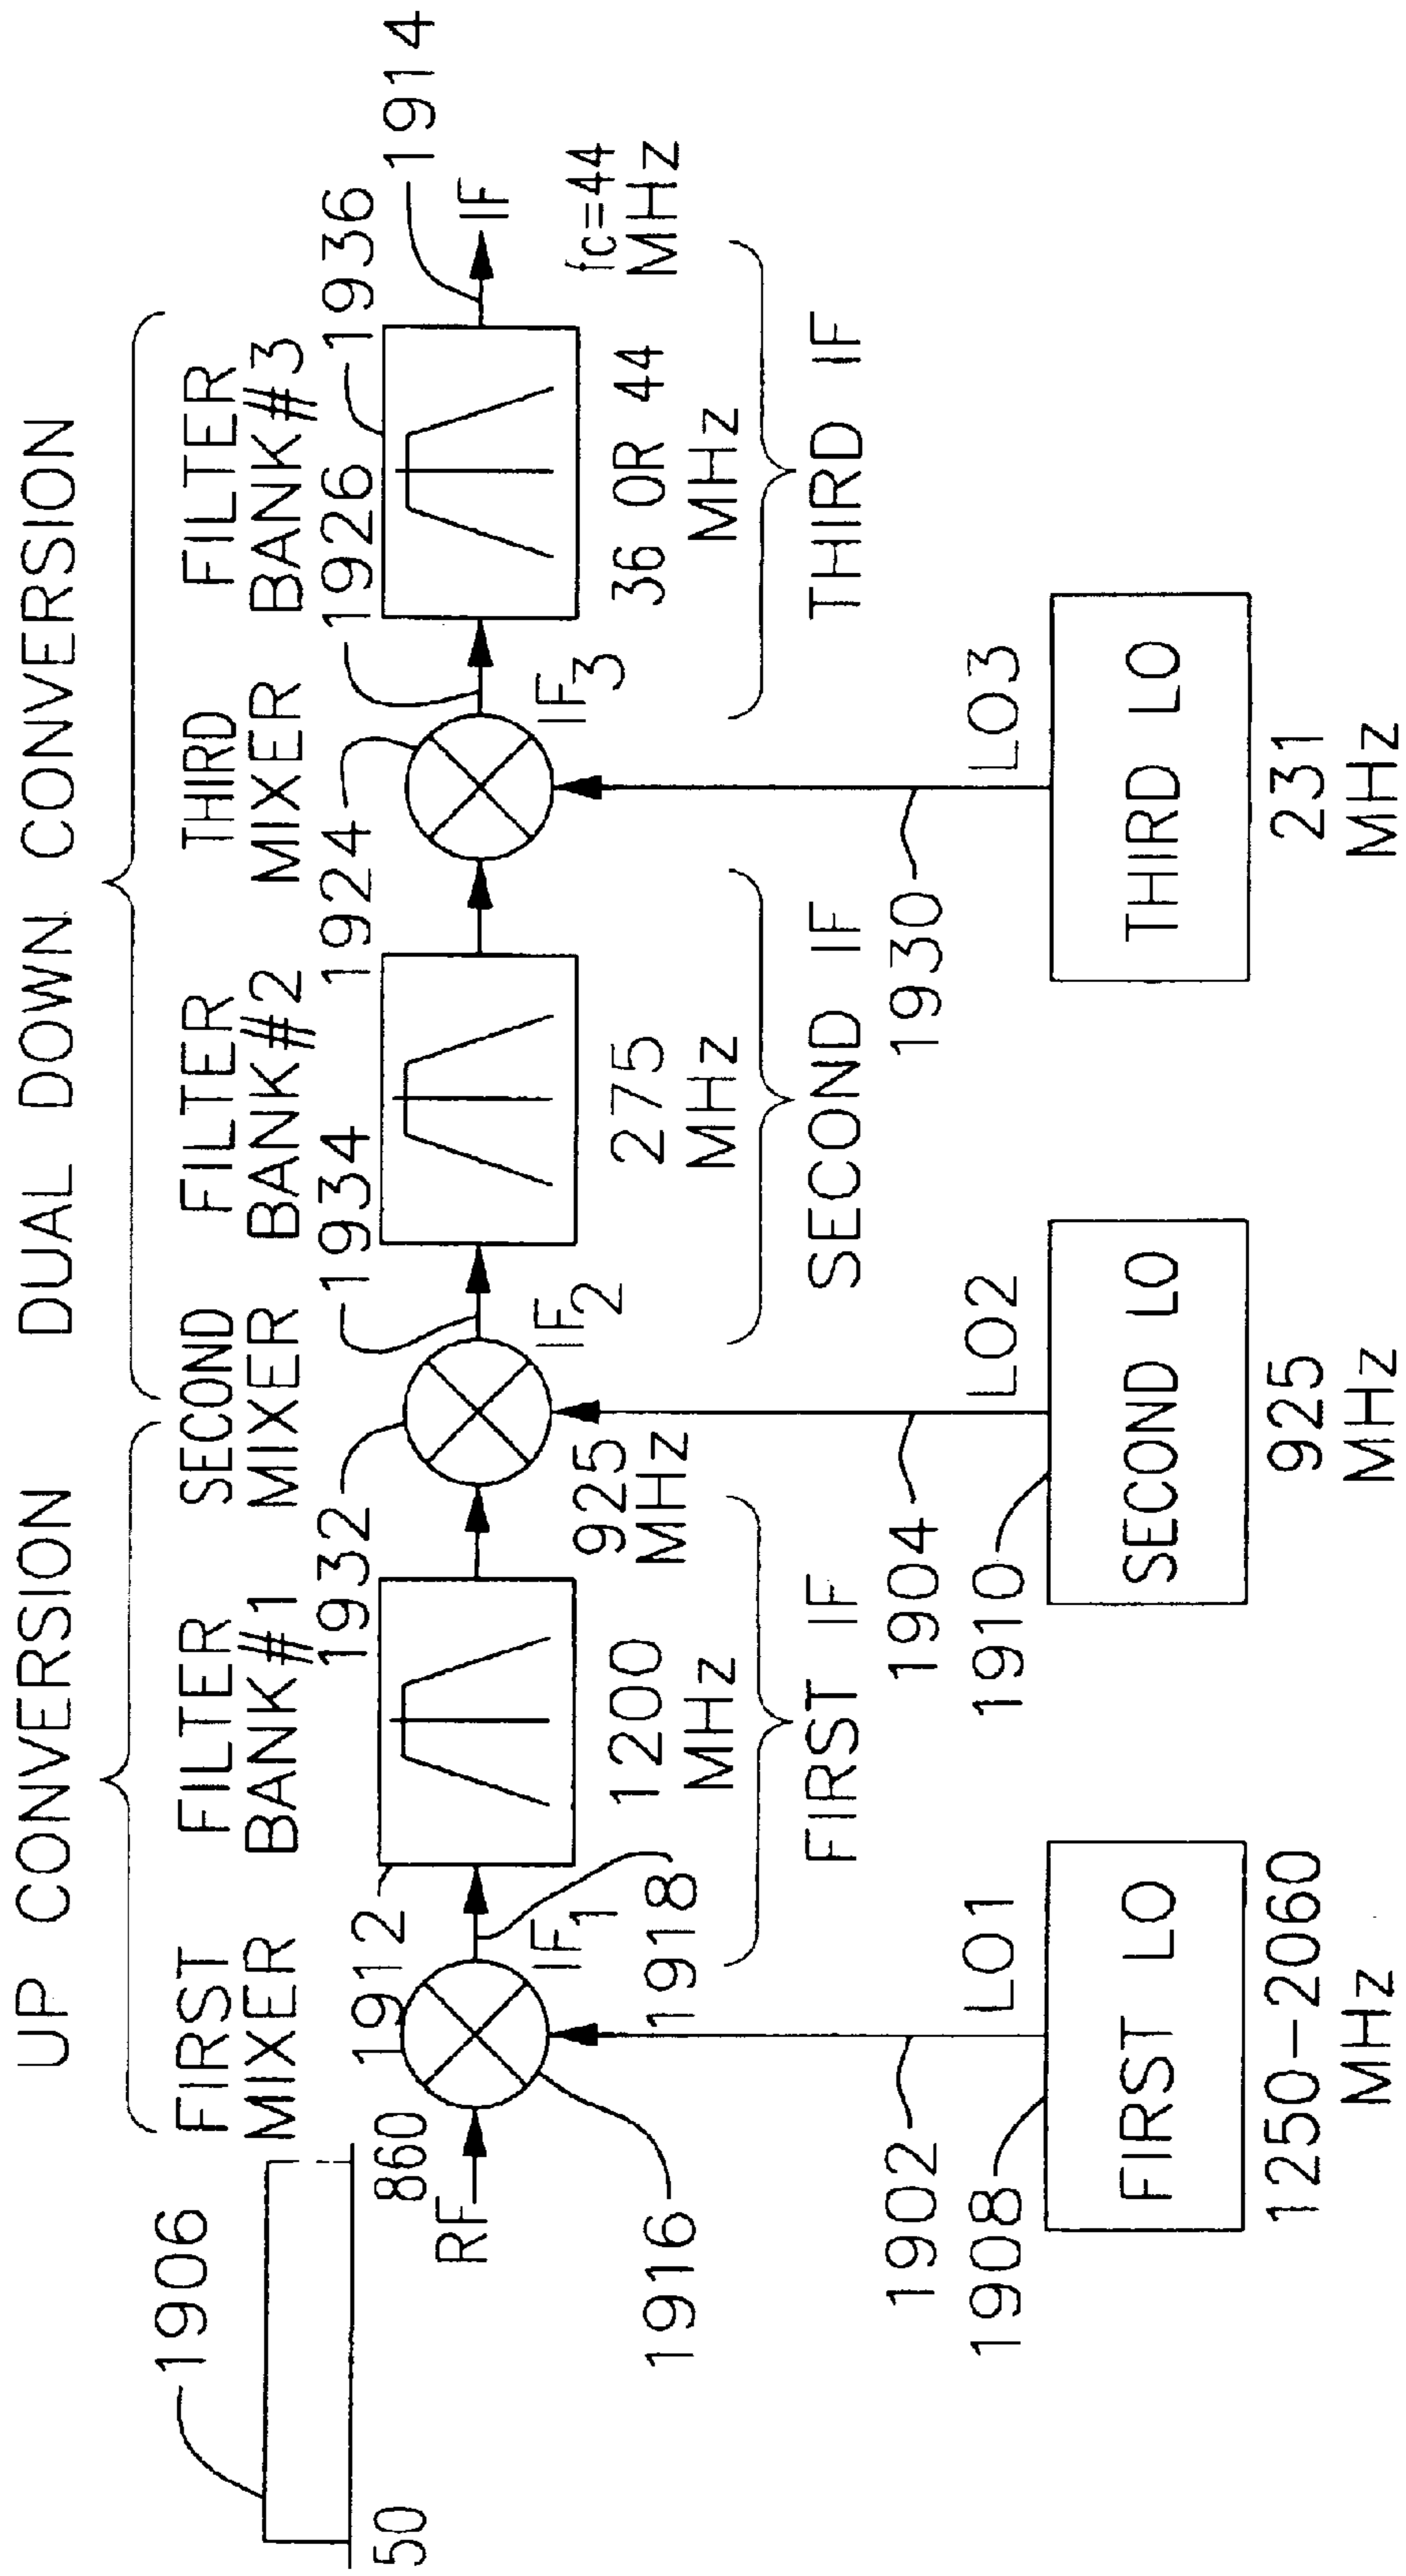 UP CONVERSION
DUAL DOWN CONVERSION
1906
50
860
FIRST
MIXER
FILTER
BANK#1
SECOND
MIXER
FILTER
BANK#2
THIRD
MIXER
FILTER
BANK#3
1912
1932
1934
1924
1926
1936
1914
RF
IF1
IF2
IF3
IF
1916
1918
1200
MHz
925
MHz
275
MHz
36 OR 44
MHz
fc=44
MHz
FIRST IF
SECOND IF
THIRD IF
1902
1904
1930
1908
LO1
1910
LO2
LO3
FIRST LO
SECOND LO
THIRD LO
1250-2060
MHz
925
MHz
231
MHz